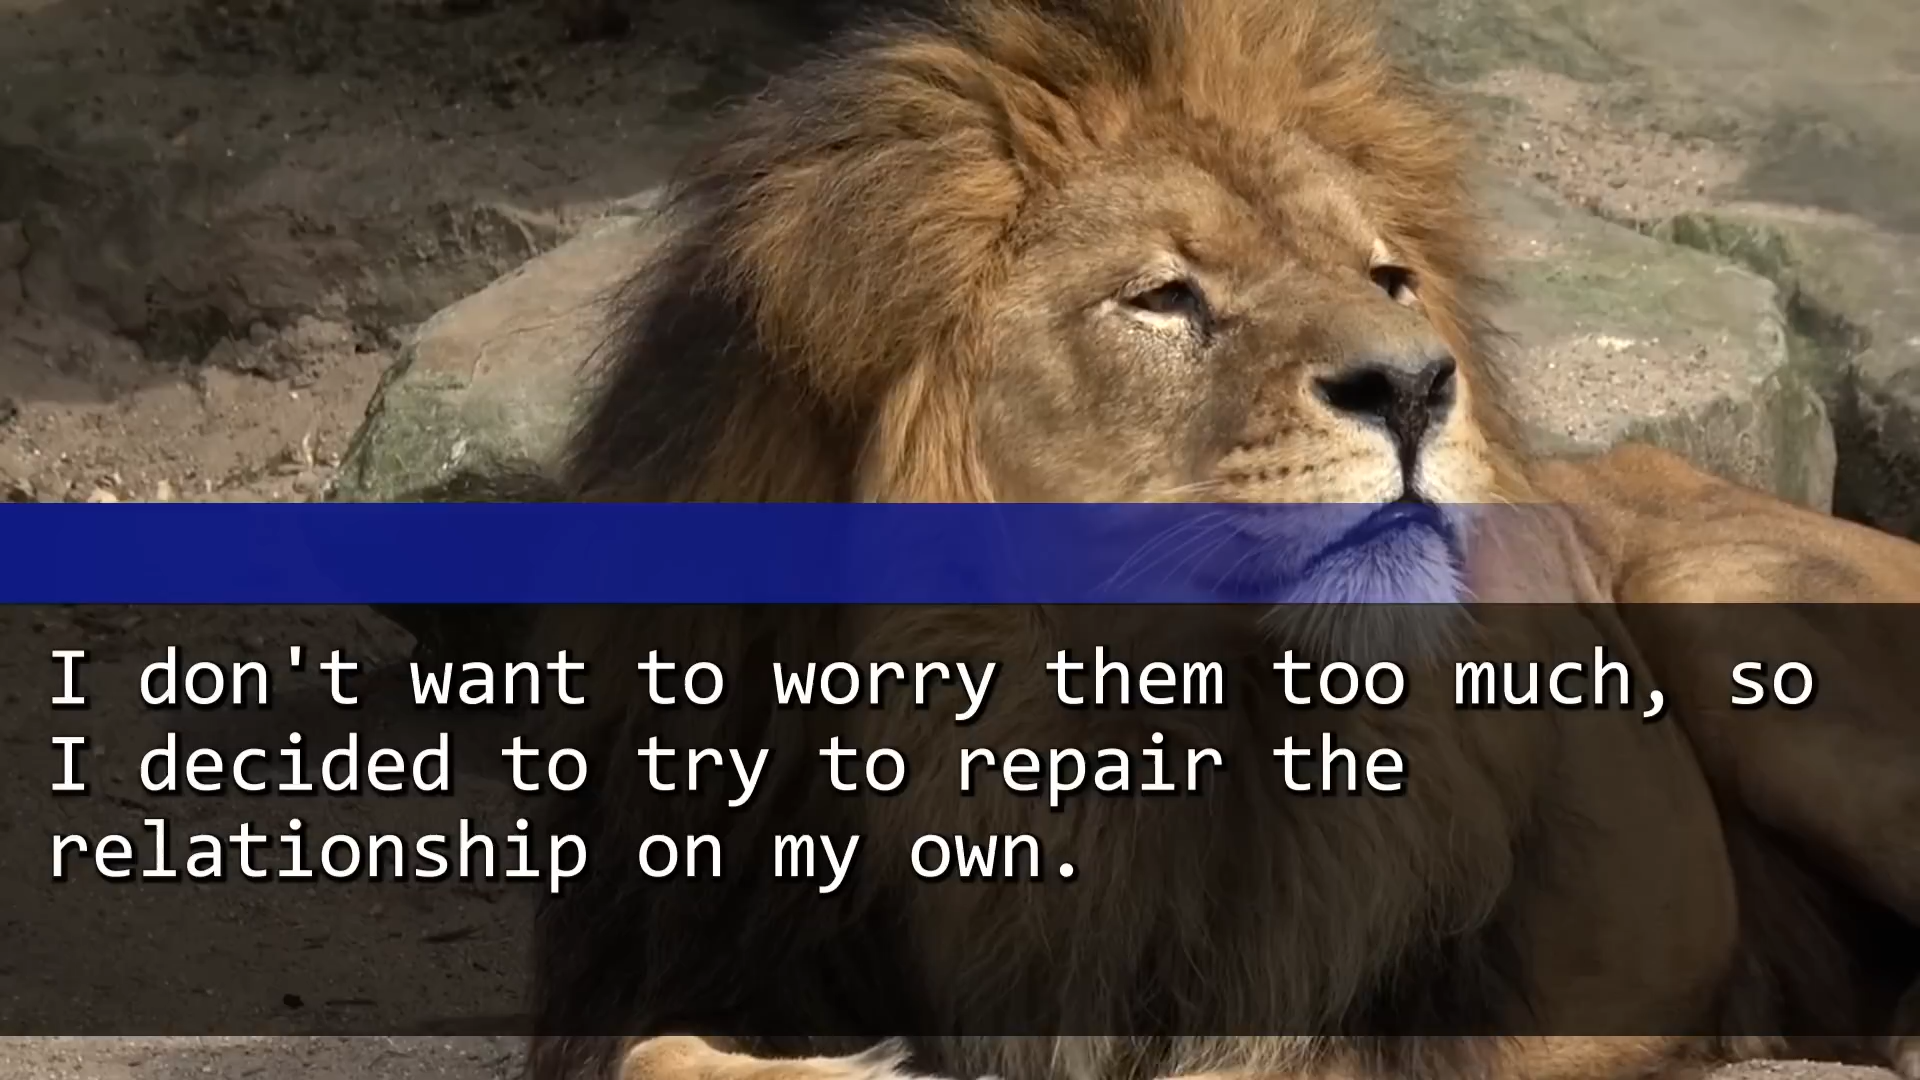 I don't want to worry them too much, so
I decided to try to repair the
relationship on my own.